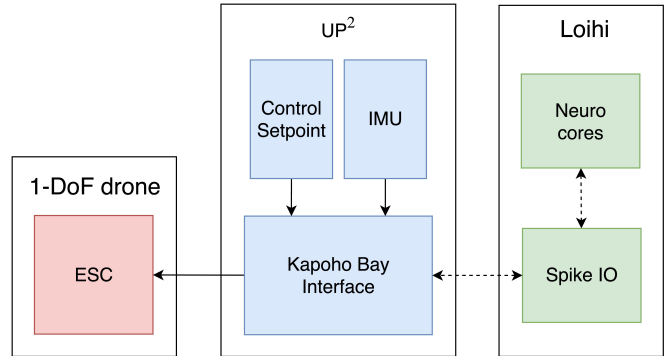 UP²
Loihi
Control
Setpoint
IMU
Neuro
cores
1-DoF drone
ESC
Kapoho Bay
Interface
Spike IO